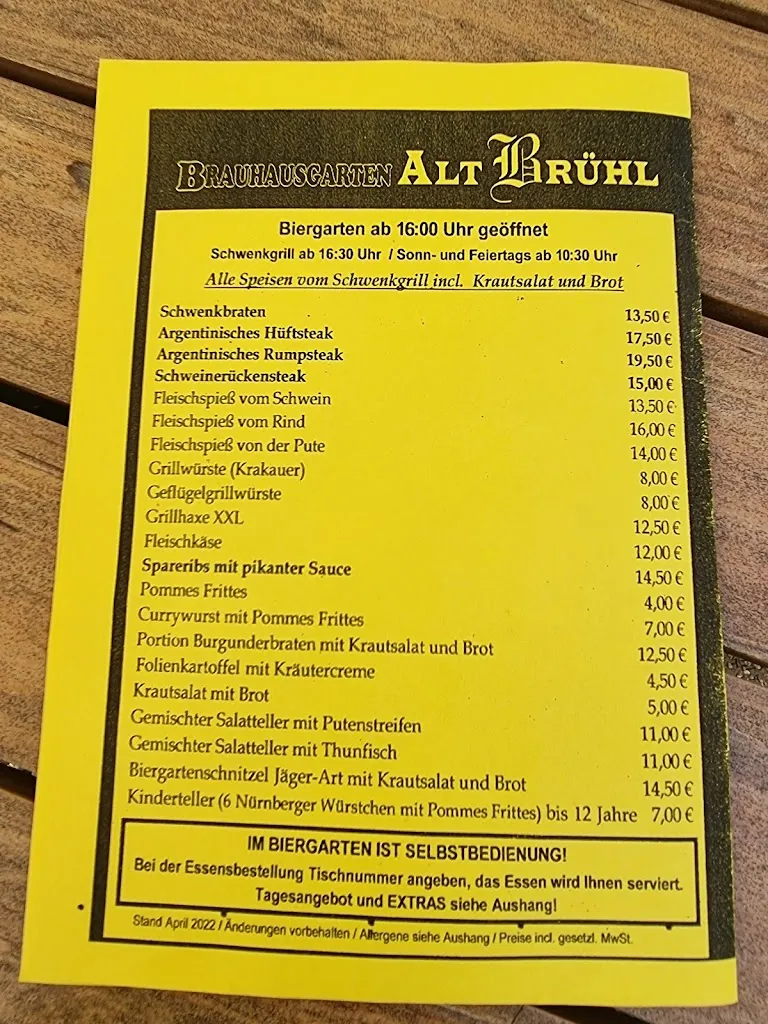 BRAUHAUSGARTEN ALT BRÜHL
Biergarten ab 16:00 Uhr geöffnet
Schwenkgrill ab 16:30 Uhr / Sonn- und Feiertags ab 10:30 Uhr
Alle Speisen vom Schwenkgrill incl. Krautsalat und Brot
Schwenkbraten 13,50 €
Argentinisches Hüftsteak 17,50 €
Argentinisches Rumpsteak 19,50 €
Schweinerückensteak 15,00 €
Fleischspieß vom Schwein 13,50 €
Fleischspieß vom Rind 16,00 €
Fleischspieß von der Pute 14,00 €
Grillwürste (Krakauer) 8,00 €
Geflügelgrillwürste 8,00 €
Grillhaxe XXL 12,50 €
Fleischkäse 12,00 €
Spareribs mit pikanter Sauce 14,50 €
Pommes Frittes 4,00 €
Currywurst mit Pommes Frittes 7,00 €
Portion Burgunderbraten mit Krautsalat und Brot 12,50 €
Folienkartoffel mit Kräutercreme 4,50 €
Krautsalat mit Brot 5,00 €
Gemischter Salatteller mit Putenstreifen 11,00 €
Gemischter Salatteller mit Thunfisch 11,00 €
Biergartenschnitzel Jäger-Art mit Krautsalat und Brot 14,50 €
Kinderteller (6 Nürnberger Würstchen mit Pommes Frittes) bis 12 Jahre 7,00 €
IM BIERGARTEN IST SELBSTBEDIENUNG!
Bei der Essensbestellung Tischnummer angeben, das Essen wird Ihnen serviert.
Tagesangebot und EXTRAS siehe Aushang!
Stand April 2022 / Änderungen vorbehalten / Allergene siehe Aushang / Preise incl. gesetzl. MwSt.